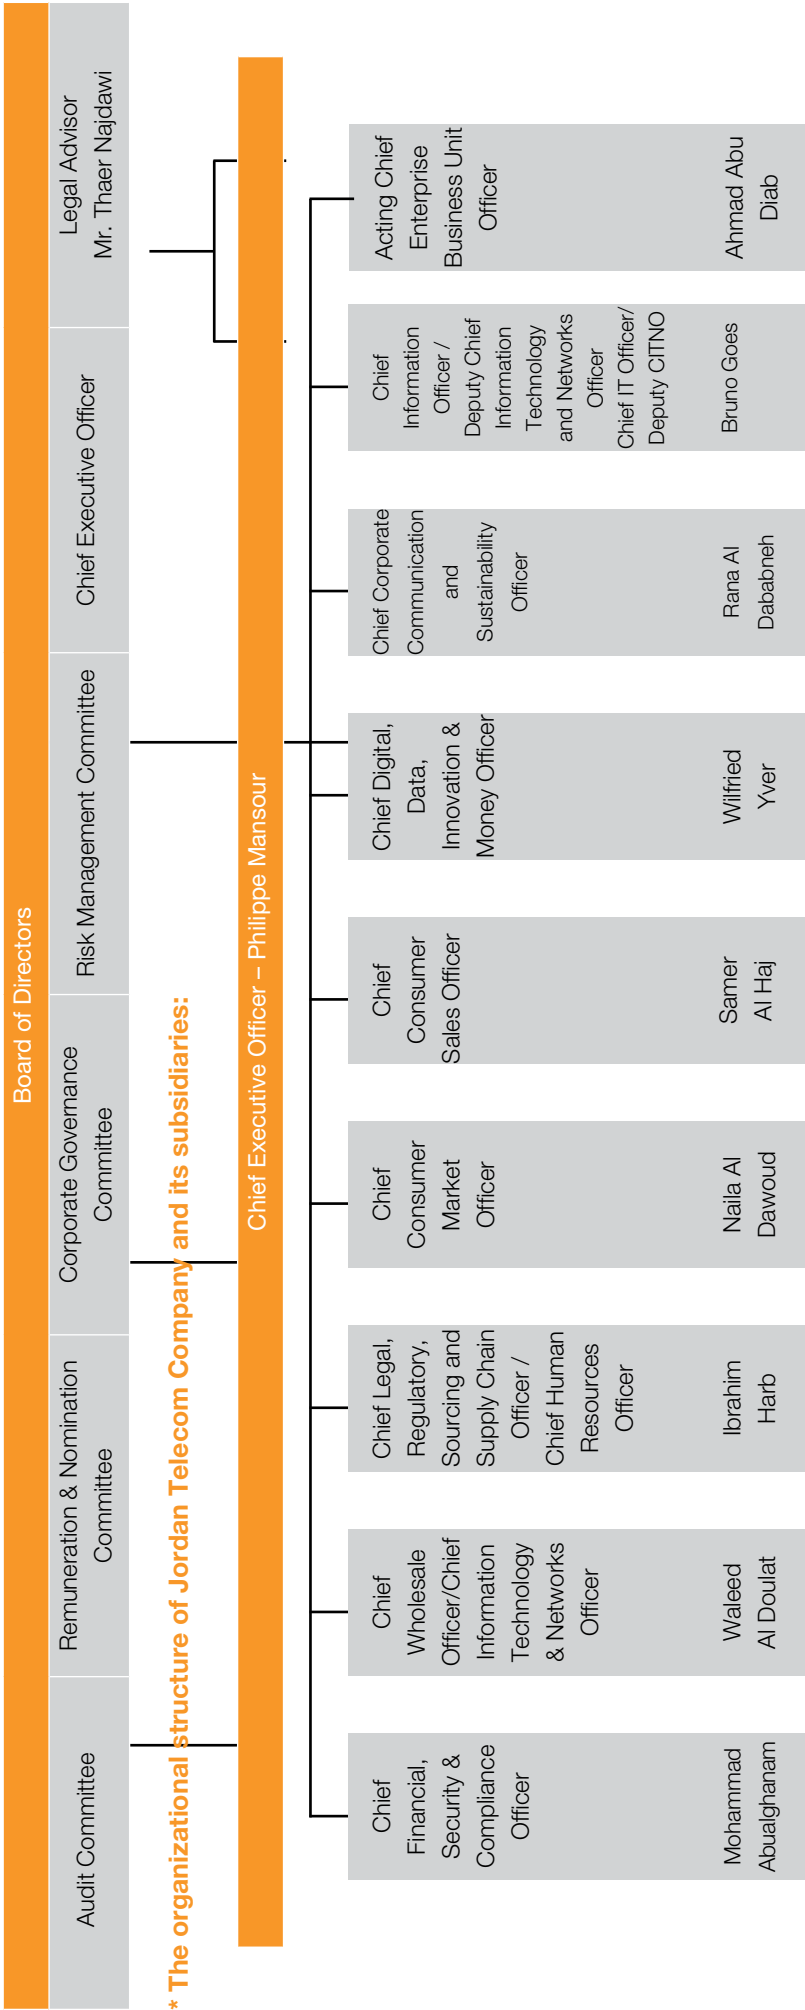 Board of Directors
Audit Committee
Remuneration & Nomination
Committee
Corporate Governance
Committee
Risk Management Committee
Chief Executive Officer
Legal Advisor
Mr. Thaer Najdawi
* The organizational structure of Jordan Telecom Company and its subsidiaries:
Chief Executive Officer – Philippe Mansour
Chief
Financial,
Security &
Compliance
Officer
Mohammad
Abualghanam
Chief
Wholesale
Officer/Chief
Information
Technology
& Networks
Officer
Waleed
Al Doulat
Chief Legal,
Regulatory,
Sourcing and
Supply Chain
Officer /
Chief Human
Resources
Officer
Ibrahim
Harb
Chief
Consumer
Market
Officer
Naila Al
Dawoud
Chief
Consumer
Sales Officer
Samer
Al Haj
Chief Digital,
Data,
Innovation &
Money Officer
Wilfried
Yver
Chief Corporate
Communication
and
Sustainability
Officer
Rana Al
Dababneh
Chief
Information
Officer /
Deputy Chief
Information
Technology
and Networks
Officer
Chief IT Officer/
Deputy CITNO
Bruno Goes
Acting Chief
Enterprise
Business Unit
Officer
Ahmad Abu
Diab